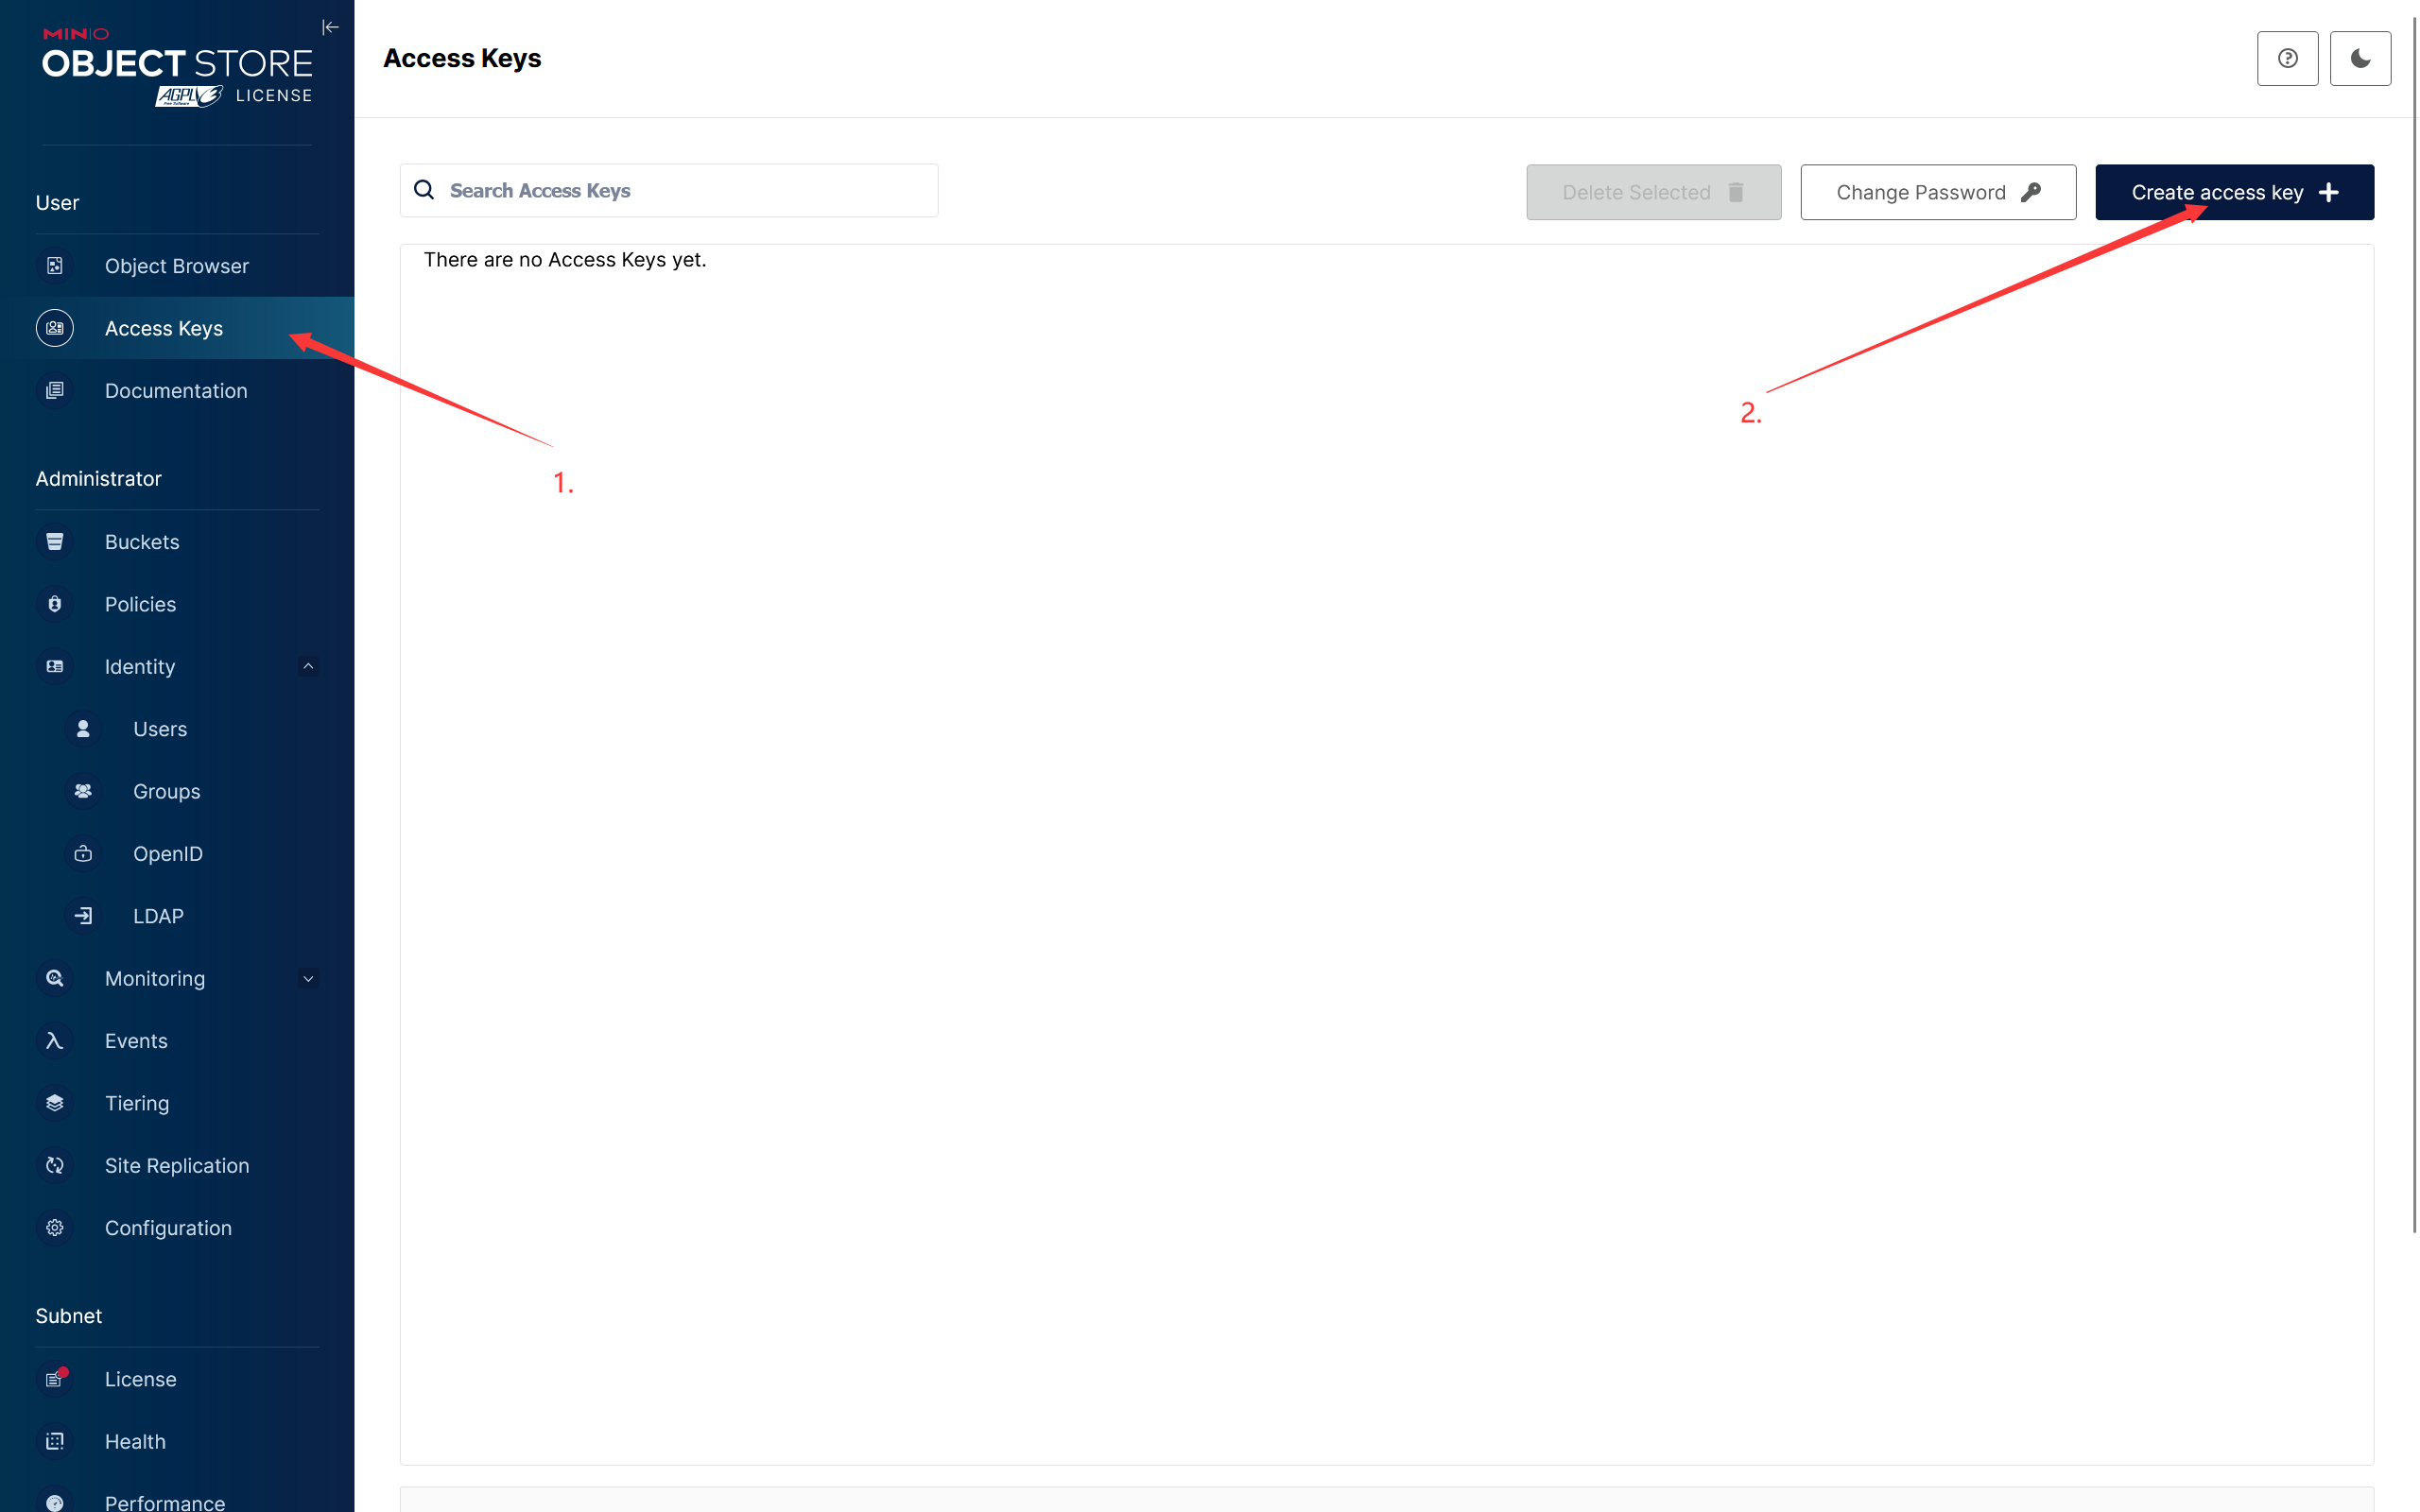 MINIO
OBJECT STORE
AGPLv3 LICENSE
Free Software
User
Object Browser
Access Keys
Documentation
Administrator
Buckets
Policies
Identity
Users
Groups
OpenID
LDAP
Monitoring
Events
Tiering
Site Replication
Configuration
Subnet
License
Health
Performance
Access Keys
Search Access Keys
Delete Selected
Change Password
Create access key
There are no Access Keys yet.
1.
2.